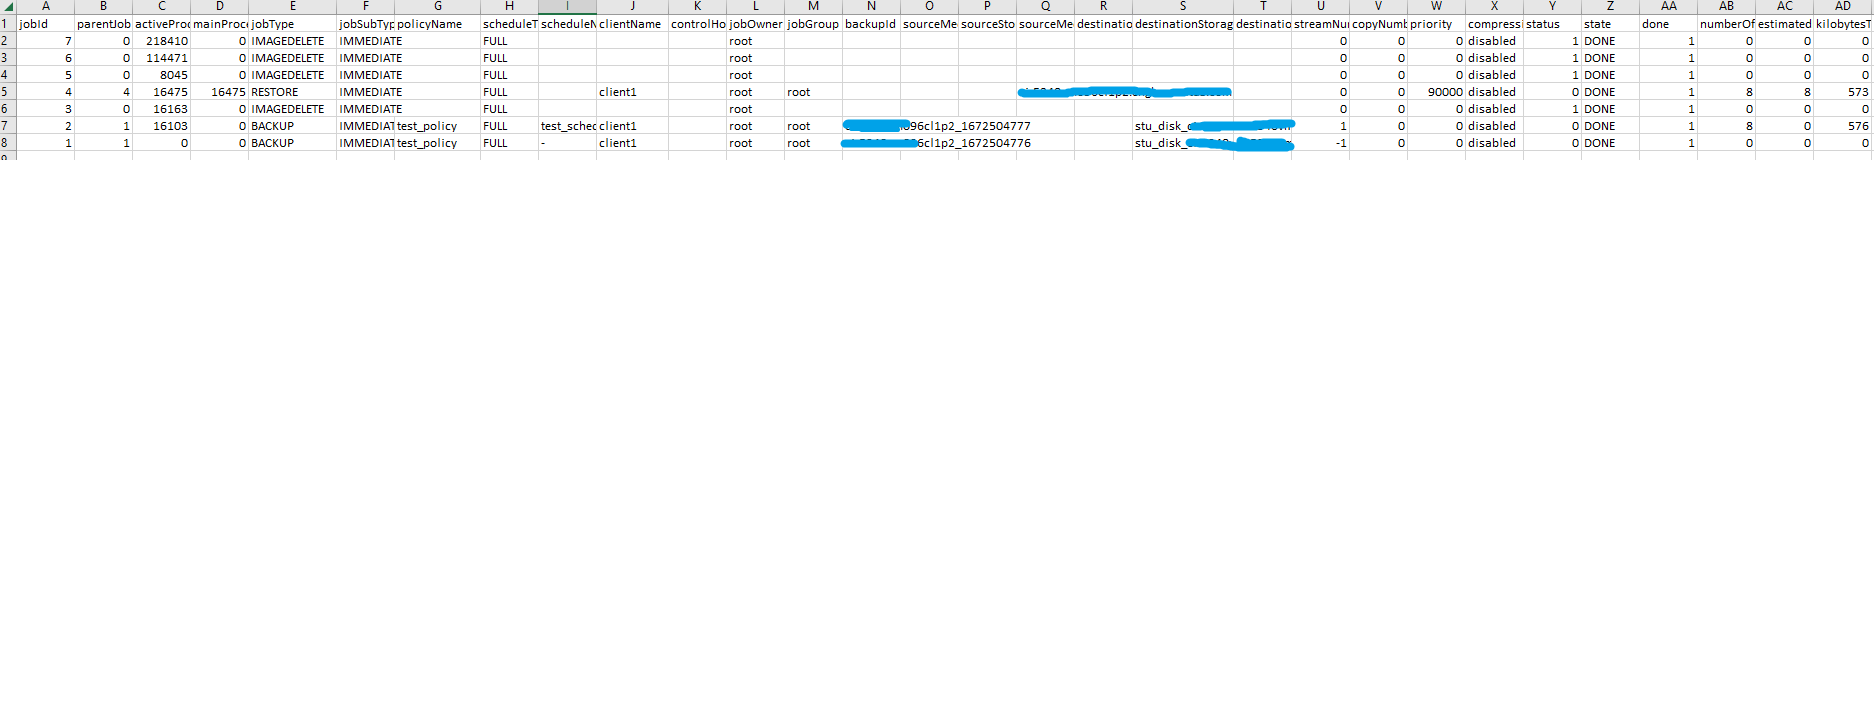 A B C D E F G H I J K L M N O P Q R S T U V W X Y Z AA AB AC AD
1 jobId parentJob activeProc mainProce jobType jobSubTyp policyName scheduleT scheduleN clientName controlHo jobOwner jobGroup backupId sourceMe sourceSto sourceMe destinatio destinationStorag destinatio streamNu copyNumb priority compressi status state done numberOf estimated kilobytesT
2 7 0 218410 0 IMAGEDELETE IMMEDIATE FULL root 0 0 0 disabled 1 DONE 1 0 0 0
3 6 0 114471 0 IMAGEDELETE IMMEDIATE FULL root 0 0 0 disabled 1 DONE 1 0 0 0
4 5 0 8045 0 IMAGEDELETE IMMEDIATE FULL root 0 0 0 disabled 1 DONE 1 0 0 0
5 4 4 16475 16475 RESTORE IMMEDIATE FULL client1 root root 0 0 90000 disabled 0 DONE 1 8 8 573
6 3 0 16163 0 IMAGEDELETE IMMEDIATE FULL root 0 0 0 disabled 1 DONE 1 0 0 0
7 2 1 16103 0 BACKUP IMMEDIAT test_policy FULL test_sched client1 root root 096cl1p2_1672504777 stu_disk_ 1 0 0 disabled 0 DONE 1 8 0 576
8 1 1 0 0 BACKUP IMMEDIAT test_policy FULL - client1 root root 6cl1p2_1672504776 stu_disk_ -1 0 0 disabled 0 DONE 1 0 0 0